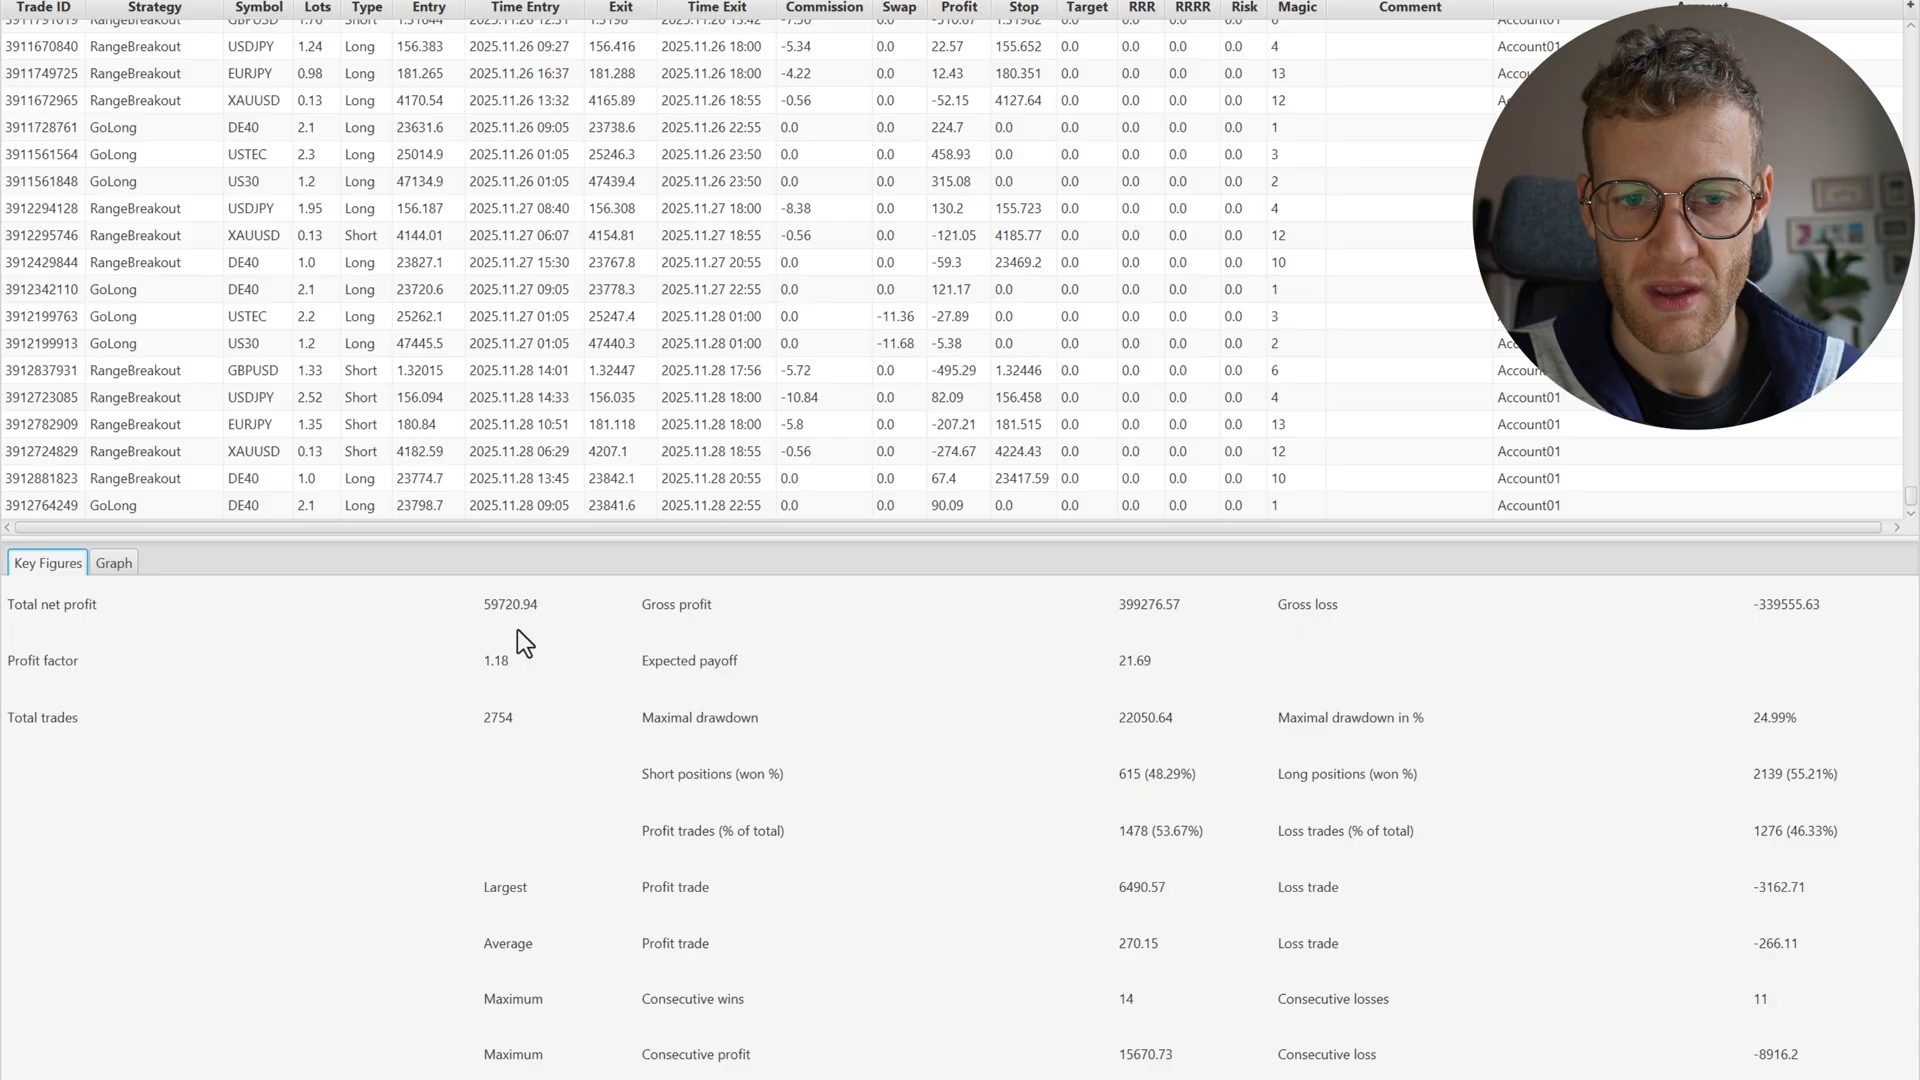 Trade ID Strategy Symbol Lots Type Entry Time Entry Exit Time Exit Commission Swap Profit Stop Target RRR RRRR Risk Magic Comment
RangeBreakout GBPUSD Short 0.0 0.0 0.0 0.0 0.0 6 Account01
3911670840 RangeBreakout USDJPY 1.24 Long 156.383 2025.11.26 09:27 156.416 2025.11.26 18:00 -5.34 0.0 22.57 155.652 0.0 0.0 0.0 0.0 4 Account01
3911749725 RangeBreakout EURJPY 0.98 Long 181.265 2025.11.26 16:37 181.288 2025.11.26 18:00 -4.22 0.0 12.43 180.351 0.0 0.0 0.0 0.0 13 Accou
3911672965 RangeBreakout XAUUSD 0.13 Long 4170.54 2025.11.26 13:32 4165.89 2025.11.26 18:55 -0.56 0.0 -52.15 4127.64 0.0 0.0 0.0 0.0 12 Ac
3911728761 GoLong DE40 2.1 Long 23631.6 2025.11.26 09:05 23738.6 2025.11.26 22:55 0.0 0.0 224.7 0.0 0.0 0.0 0.0 0.0 1
3911561564 GoLong USTEC 2.3 Long 25014.9 2025.11.26 01:05 25246.3 2025.11.26 23:50 0.0 0.0 458.93 0.0 0.0 0.0 0.0 0.0 3
3911561848 GoLong US30 1.2 Long 47134.9 2025.11.26 01:05 47439.4 2025.11.26 23:50 0.0 0.0 315.08 0.0 0.0 0.0 0.0 0.0 2
3912294128 RangeBreakout USDJPY 1.95 Long 156.187 2025.11.27 08:40 156.308 2025.11.27 18:00 -8.38 0.0 130.2 155.723 0.0 0.0 0.0 0.0 4
3912295746 RangeBreakout XAUUSD 0.13 Short 4144.01 2025.11.27 06:07 4154.81 2025.11.27 18:55 -0.56 0.0 -121.05 4185.77 0.0 0.0 0.0 0.0 12
3912429844 RangeBreakout DE40 1.0 Long 23827.1 2025.11.27 15:30 23767.8 2025.11.27 20:55 0.0 0.0 -59.3 23469.2 0.0 0.0 0.0 0.0 10
3912342110 GoLong DE40 2.1 Long 23720.6 2025.11.27 09:05 23778.3 2025.11.27 22:55 0.0 0.0 121.17 0.0 0.0 0.0 0.0 0.0 1
3912199763 GoLong USTEC 2.2 Long 25262.1 2025.11.27 01:05 25247.4 2025.11.28 01:00 0.0 -11.36 -27.89 0.0 0.0 0.0 0.0 0.0 3
3912199913 GoLong US30 1.2 Long 47445.5 2025.11.27 01:05 47440.3 2025.11.28 01:00 0.0 -11.68 -5.38 0.0 0.0 0.0 0.0 0.0 2 Acc
3912837931 RangeBreakout GBPUSD 1.33 Short 1.32015 2025.11.28 14:01 1.32447 2025.11.28 17:56 -5.72 0.0 -495.29 1.32446 0.0 0.0 0.0 0.0 6 Accoun
3912723085 RangeBreakout USDJPY 2.52 Short 156.094 2025.11.28 14:33 156.035 2025.11.28 18:00 -10.84 0.0 82.09 156.458 0.0 0.0 0.0 0.0 4 Account01
3912782909 RangeBreakout EURJPY 1.35 Short 180.84 2025.11.28 10:51 181.118 2025.11.28 18:00 -5.8 0.0 -207.21 181.515 0.0 0.0 0.0 0.0 13 Account01
3912724829 RangeBreakout XAUUSD 0.13 Short 4182.59 2025.11.28 06:29 4207.1 2025.11.28 18:55 -0.56 0.0 -274.67 4224.43 0.0 0.0 0.0 0.0 12 Account01
3912881823 RangeBreakout DE40 1.0 Long 23774.7 2025.11.28 13:45 23842.1 2025.11.28 20:55 0.0 0.0 67.4 23417.59 0.0 0.0 0.0 0.0 10 Account01
3912764249 GoLong DE40 2.1 Long 23798.7 2025.11.28 09:05 23841.6 2025.11.28 22:55 0.0 0.0 90.09 0.0 0.0 0.0 0.0 0.0 1 Account01
Key Figures Graph
Total net profit 59720.94 Gross profit 399276.57 Gross loss -339555.63
Profit factor 1.18 Expected payoff 21.69
Total trades 2754 Maximal drawdown 22050.64 Maximal drawdown in % 24.99%
Short positions (won %) 615 (48.29%) Long positions (won %) 2139 (55.21%)
Profit trades (% of total) 1478 (53.67%) Loss trades (% of total) 1276 (46.33%)
Largest Profit trade 6490.57 Loss trade -3162.71
Average Profit trade 270.15 Loss trade -266.11
Maximum Consecutive wins 14 Consecutive losses 11
Maximum Consecutive profit 15670.73 Consecutive loss -8916.2